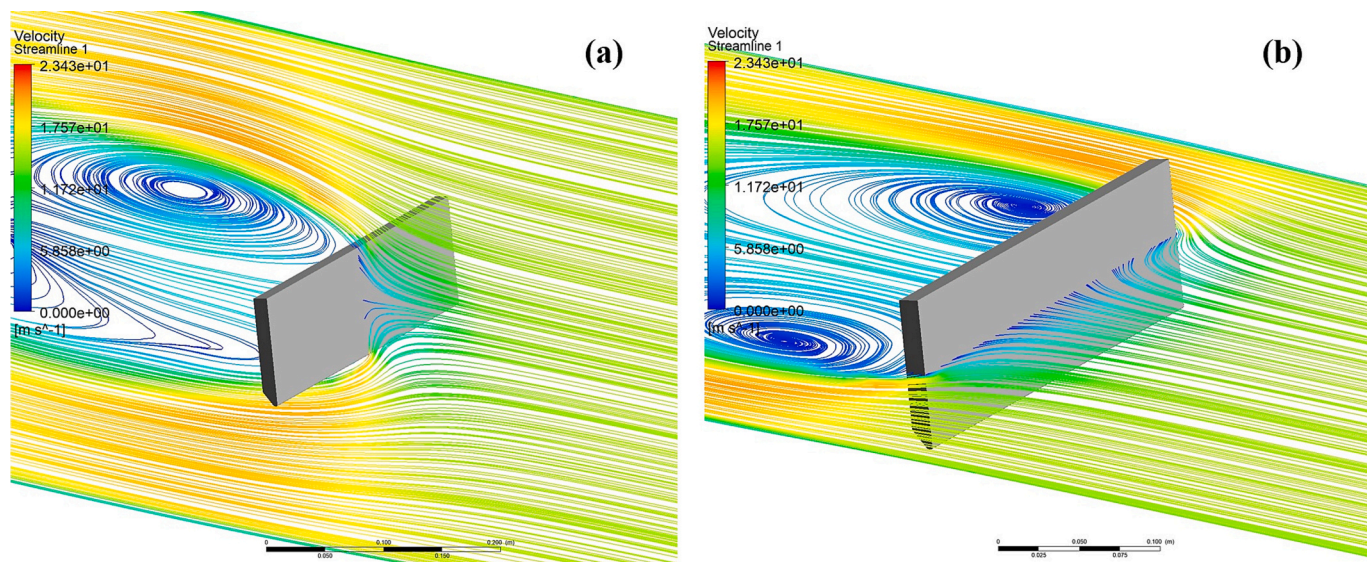 Velocity
Streamline 1
2.343e+01
1.757e+01
1.172e+01
5.858e+00
0.000e+00
[m s^-1]
(a)
0 0.100 0.200 (m)
0.050 0.150
Velocity
Streamline 1
2.343e+01
1.757e+01
1.172e+01
5.858e+00
0.000e+00
[m s^-1]
(b)
0 0.050 0.100 (m)
0.025 0.075